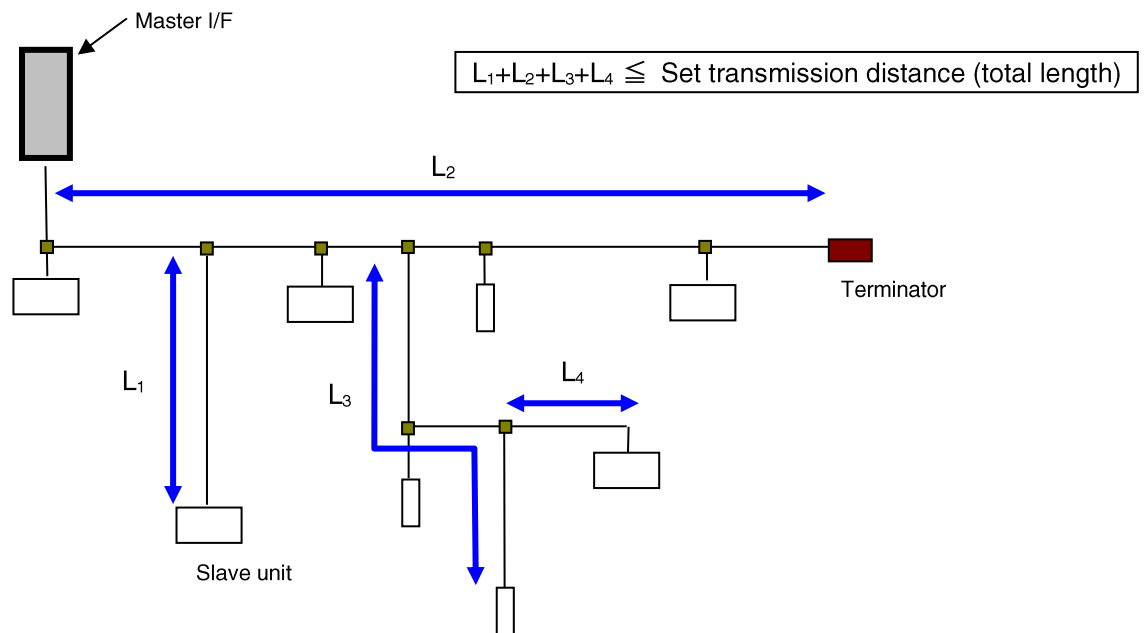 Master I/F
L₁+L₂+L₃+L₄ ≦ Set transmission distance (total length)
L₂
Terminator
L₁
L₃
L₄
Slave unit